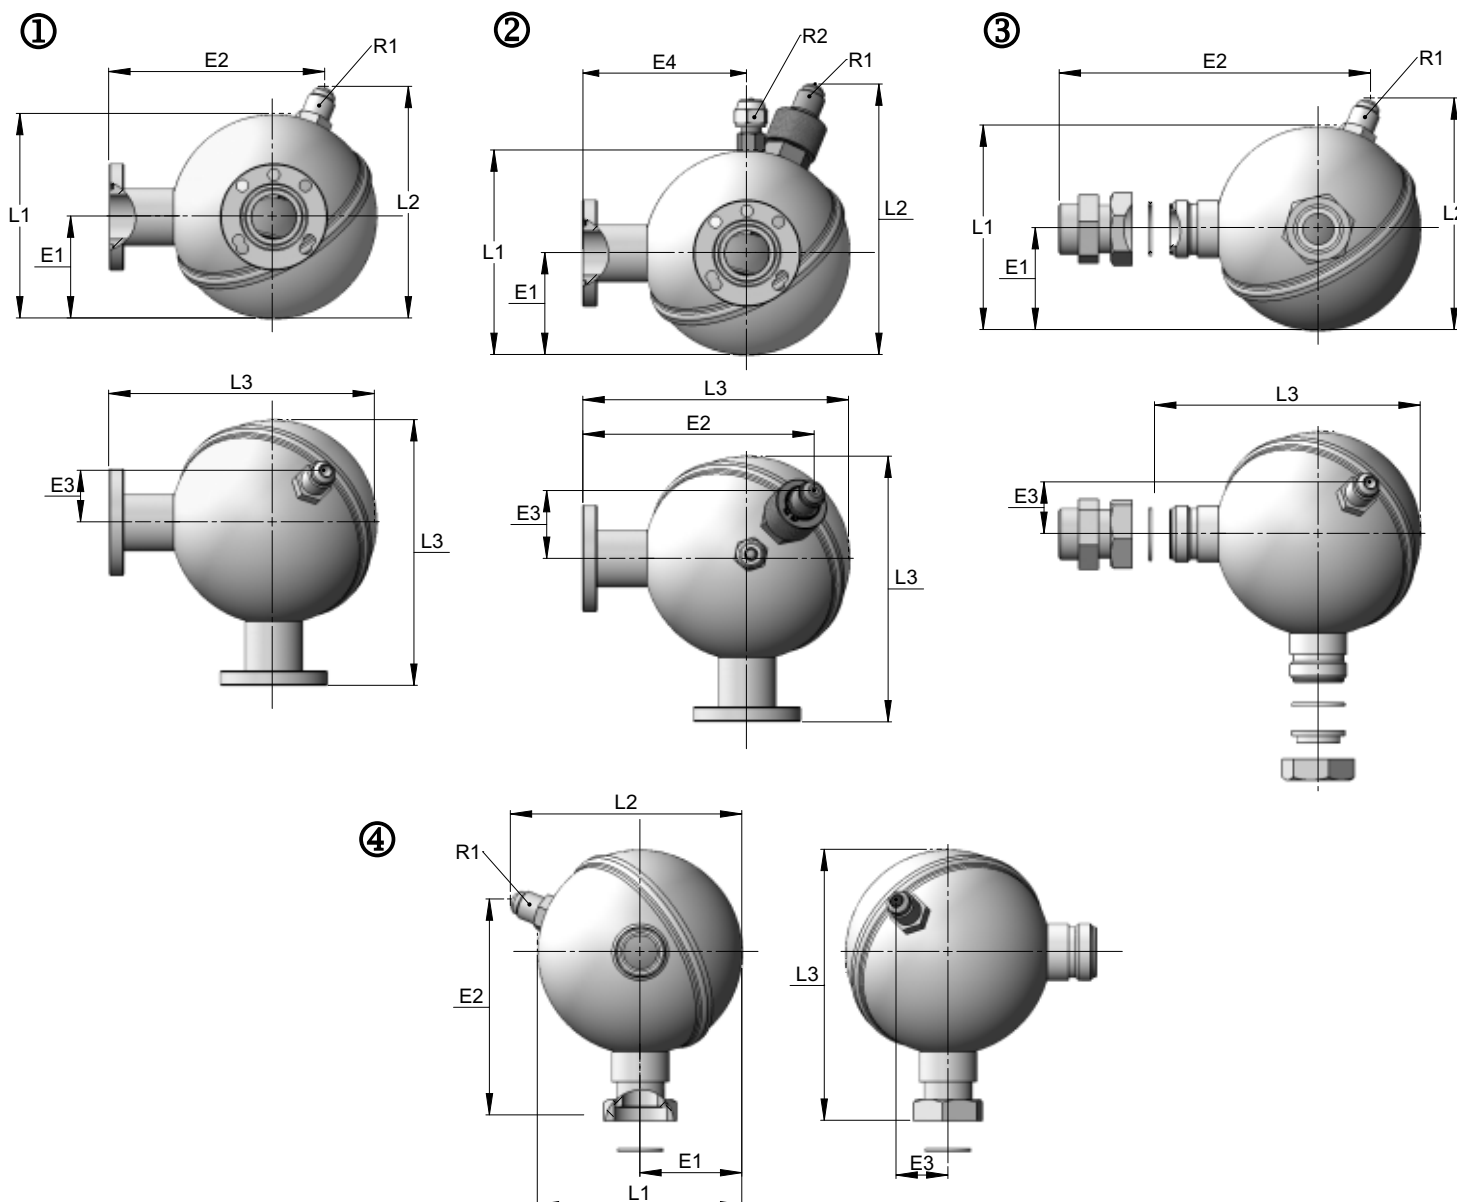 ① ② ③
R2
E2 R1 E4 R1 E2 R1
L1 L2 L1 L2 L1 L2
E1 E1 E1
L3 L3 L3
E2
E3 E3 E3
L3 L3
④
L2
R1
E2 L3
E1 E3
L1